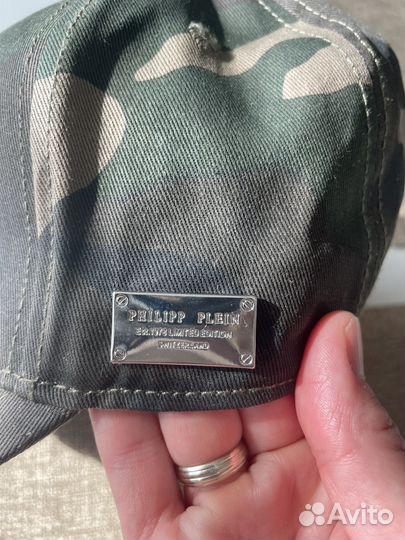 PHILIPP PLEIN
Est.1978 LIMITED EDITION
SWITZERLAND
Avito